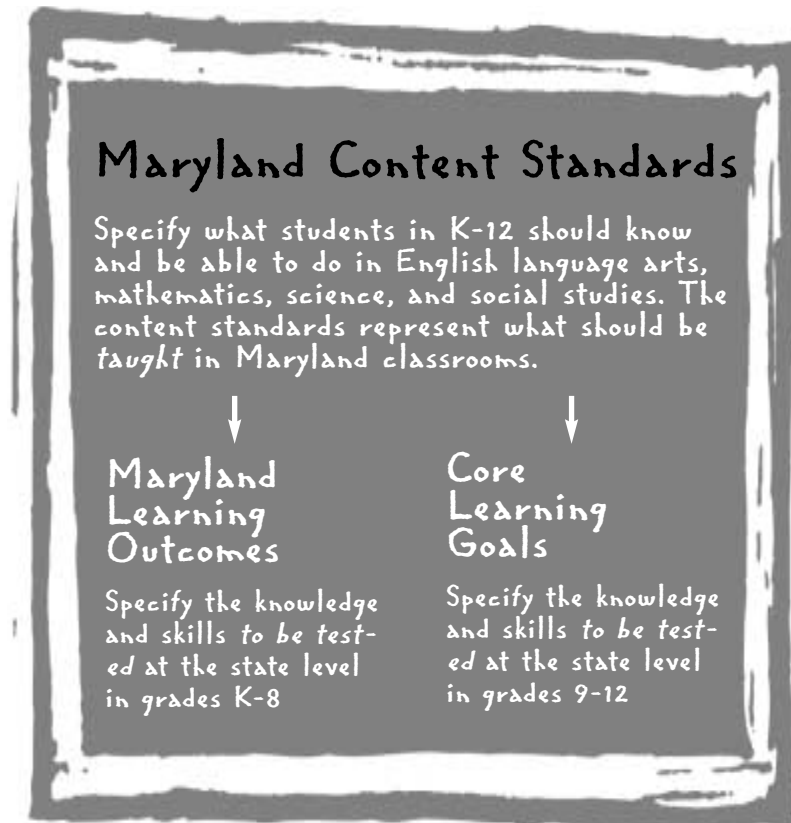 Maryland Content Standards
Specify what students in K-12 should know
and be able to do in English language arts,
mathematics, science, and social studies. The
content standards represent what should be
taught in Maryland classrooms.
Maryland
Learning
Outcomes
Specify the knowledge
and skills to be test-
ed at the state level
in grades K-8
Core
Learning
Goals
Specify the knowledge
and skills to be test-
ed at the state level
in grades 9-12